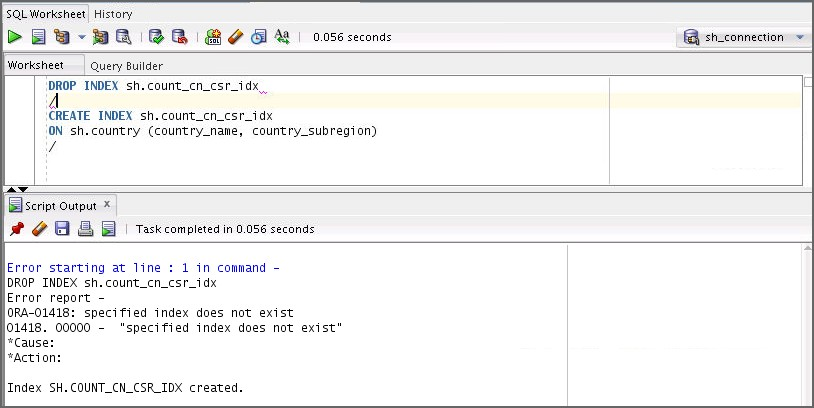 SQL Worksheet History
0.056 seconds
sh_connection
Worksheet Query Builder
DROP INDEX sh.count_cn_csr_idx
/
CREATE INDEX sh.count_cn_csr_idx
ON sh.country (country_name, country_subregion)
/
Script Output x
Task completed in 0.056 seconds
Error starting at line : 1 in command -
DROP INDEX sh.count_cn_csr_idx
Error report -
ORA-01418: specified index does not exist
01418. 00000 - "specified index does not exist"
*Cause:
*Action:
Index SH.COUNT_CN_CSR_IDX created.